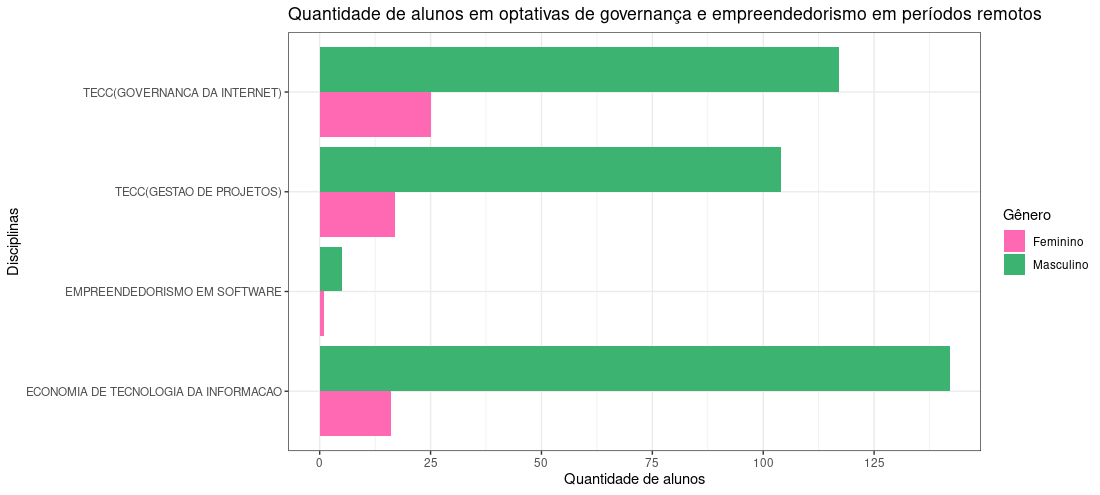 Quantidade de alunos em optativas de governança e empreendedorismo em períodos remotos
TECC(GOVERNANCA DA INTERNET)
TECC(GESTAO DE PROJETOS)
EMPREENDEDORISMO EM SOFTWARE
ECONOMIA DE TECNOLOGIA DA INFORMACAO
Disciplinas
0 25 50 75 100 125
Quantidade de alunos
Gênero
Feminino
Masculino